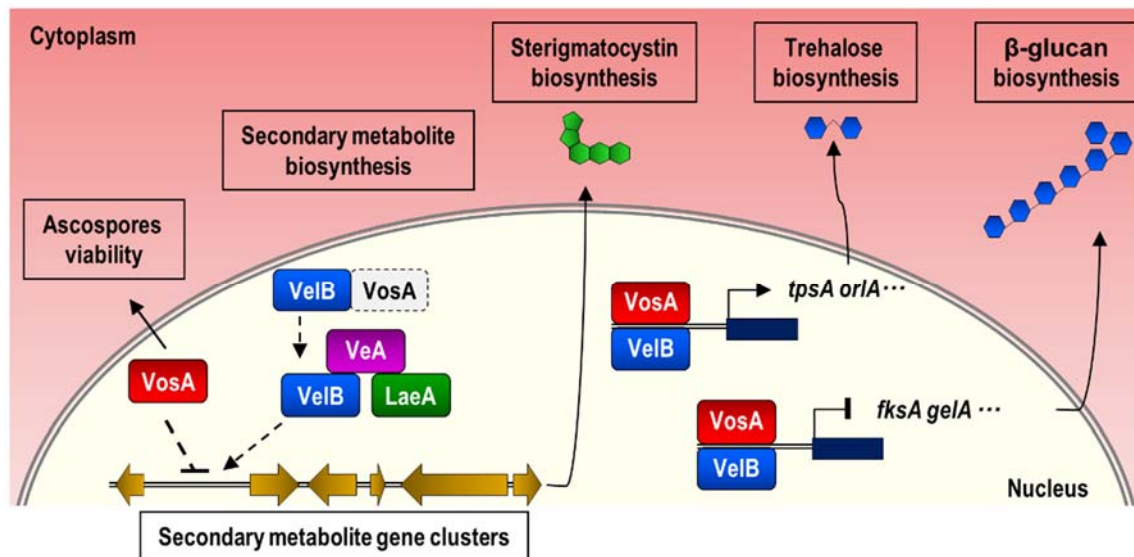 Cytoplasm
Sterigmatocystin
biosynthesis
Trehalose
biosynthesis
β-glucan
biosynthesis
Secondary metabolite
biosynthesis
Ascospores
viability
VelB
VosA
VeA
VosA
VelB
LaeA
VosA
VelB
tpsA orlA···
VosA
VelB
fksA gelA ···
Nucleus
Secondary metabolite gene clusters